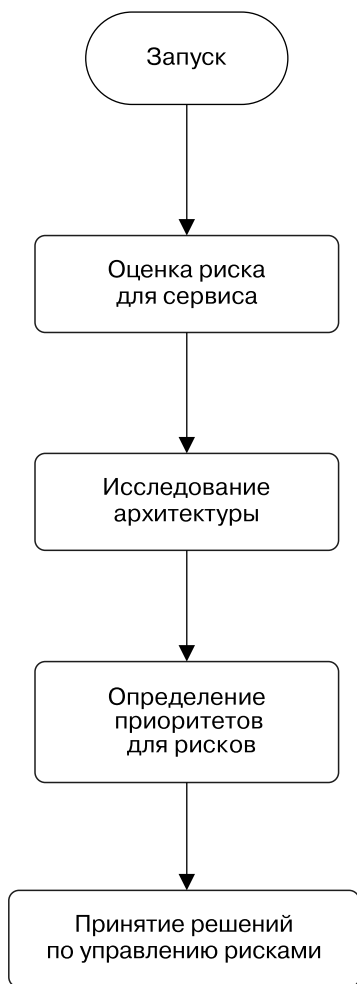 Запуск
Оценка риска
для сервиса
Исследование
архитектуры
Определение
приоритетов
для рисков
Принятие решений
по управлению рисками